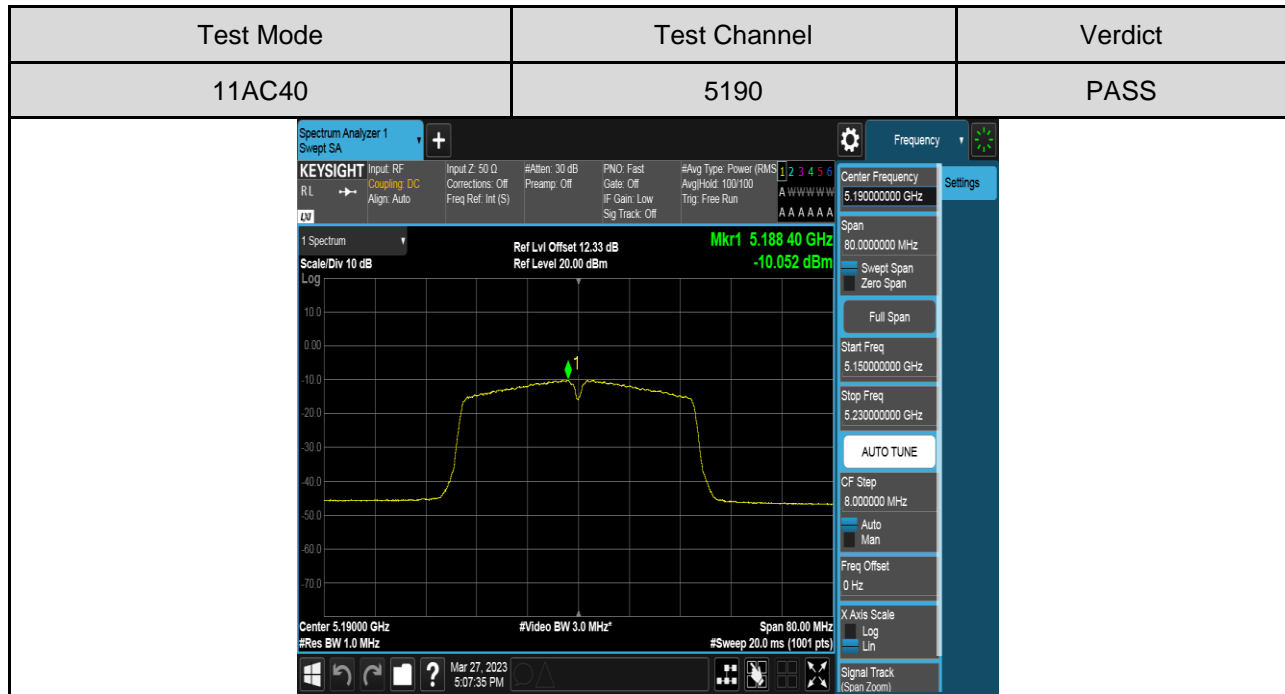 Test Mode Test Channel Verdict
11AC40 5190 PASS
Spectrum Analyzer 1
Swept SA
+
Frequency
KEYSIGHT Input: RF Input Z: 50 Ω #Atten: 30 dB PNO: Fast #Avg Type: Power (RMS 1 2 3 4 5 6
RL Coupling: DC Corrections: Off Preamp: Off Gate: Off Avg|Hold: 100/100 A W W W W W
Align: Auto Freq Ref: Int (S) IF Gain: Low Trig: Free Run
LXI Sig Track: Off A A A A A A
1 Spectrum Ref Lvl Offset 12.33 dB Mkr1 5.188 40 GHz
Scale/Div 10 dB Ref Level 20.00 dBm -10.052 dBm
Log
10.0
0.00
1
-10.0
-20.0
-30.0
-40.0
-50.0
-60.0
-70.0
Center 5.19000 GHz #Video BW 3.0 MHz* Span 80.00 MHz
#Res BW 1.0 MHz #Sweep 20.0 ms (1001 pts)
? Mar 27, 2023
5:07:35 PM
Center Frequency
5.190000000 GHz
Settings
Span
80.0000000 MHz
Swept Span
Zero Span
Full Span
Start Freq
5.150000000 GHz
Stop Freq
5.230000000 GHz
AUTO TUNE
CF Step
8.000000 MHz
Auto
Man
Freq Offset
0 Hz
X Axis Scale
Log
Lin
Signal Track
(Span Zoom)